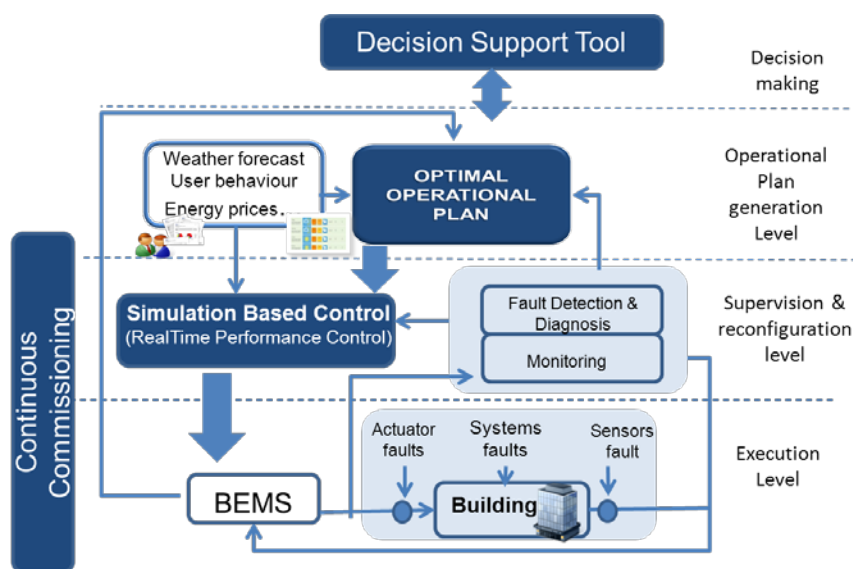 Decision Support Tool
Decision
making
Weather forecast
User behaviour
Energy prices...
OPTIMAL
OPERATIONAL
PLAN
Operational
Plan
generation
Level
Continuous
Commissioning
Simulation Based Control
(RealTime Performance Control)
Fault Detection &
Diagnosis
Monitoring
Supervision &
reconfiguration
level
Actuator
faults
Systems
faults
Sensors
fault
BEMS
Building
Execution
Level